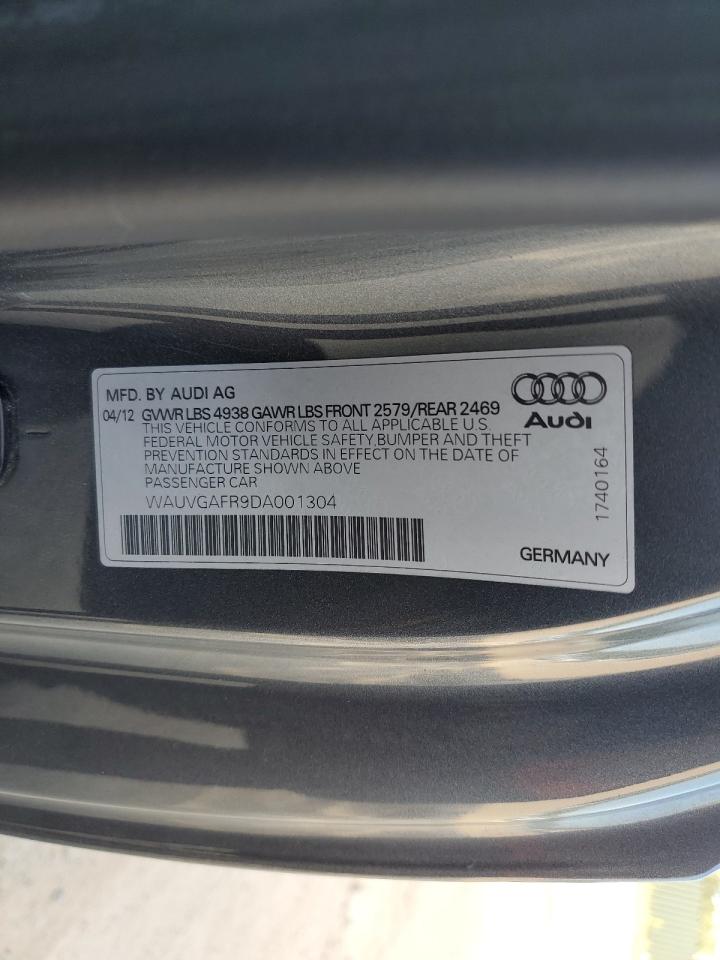 MFD. BY AUDI AG
04/12 GVWR LBS 4938 GAWR LBS FRONT 2579/REAR 2469
THIS VEHICLE CONFORMS TO ALL APPLICABLE U.S.
FEDERAL MOTOR VEHICLE SAFETY,BUMPER AND THEFT
PREVENTION STANDARDS IN EFFECT ON THE DATE OF
MANUFACTURE SHOWN ABOVE
PASSENGER CAR
WAUVGAFR9DA001304
Audi
1740164
GERMANY